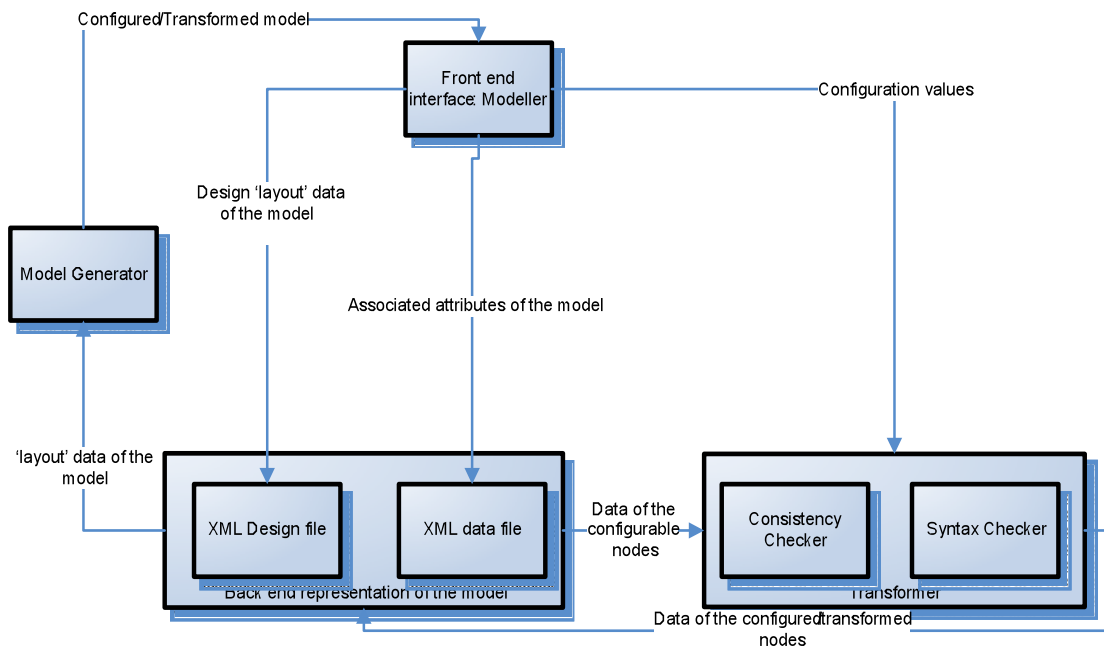 Configured/Transformed model
Front end
interface: Modeller
Configuration values
Design ‘layout’ data
of the model
Model Generator
Associated attributes of the model
‘layout’ data of the
model
XML Design file
XML data file
Back end representation of the model
Data of the
configurable
nodes
Consistency
Checker
Syntax Checker
Transformer
Data of the configured/transformed
nodes